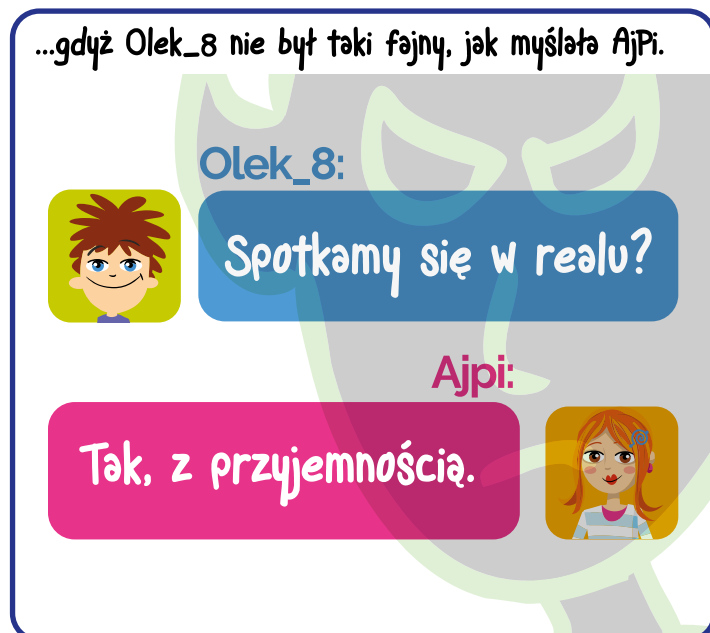 ...gdyż Olek_8 nie był taki fajny, jak myślała AjPi.
Olek_8:
Spotkamy się w realu?
Ajpi:
Tak, z przyjemnością.